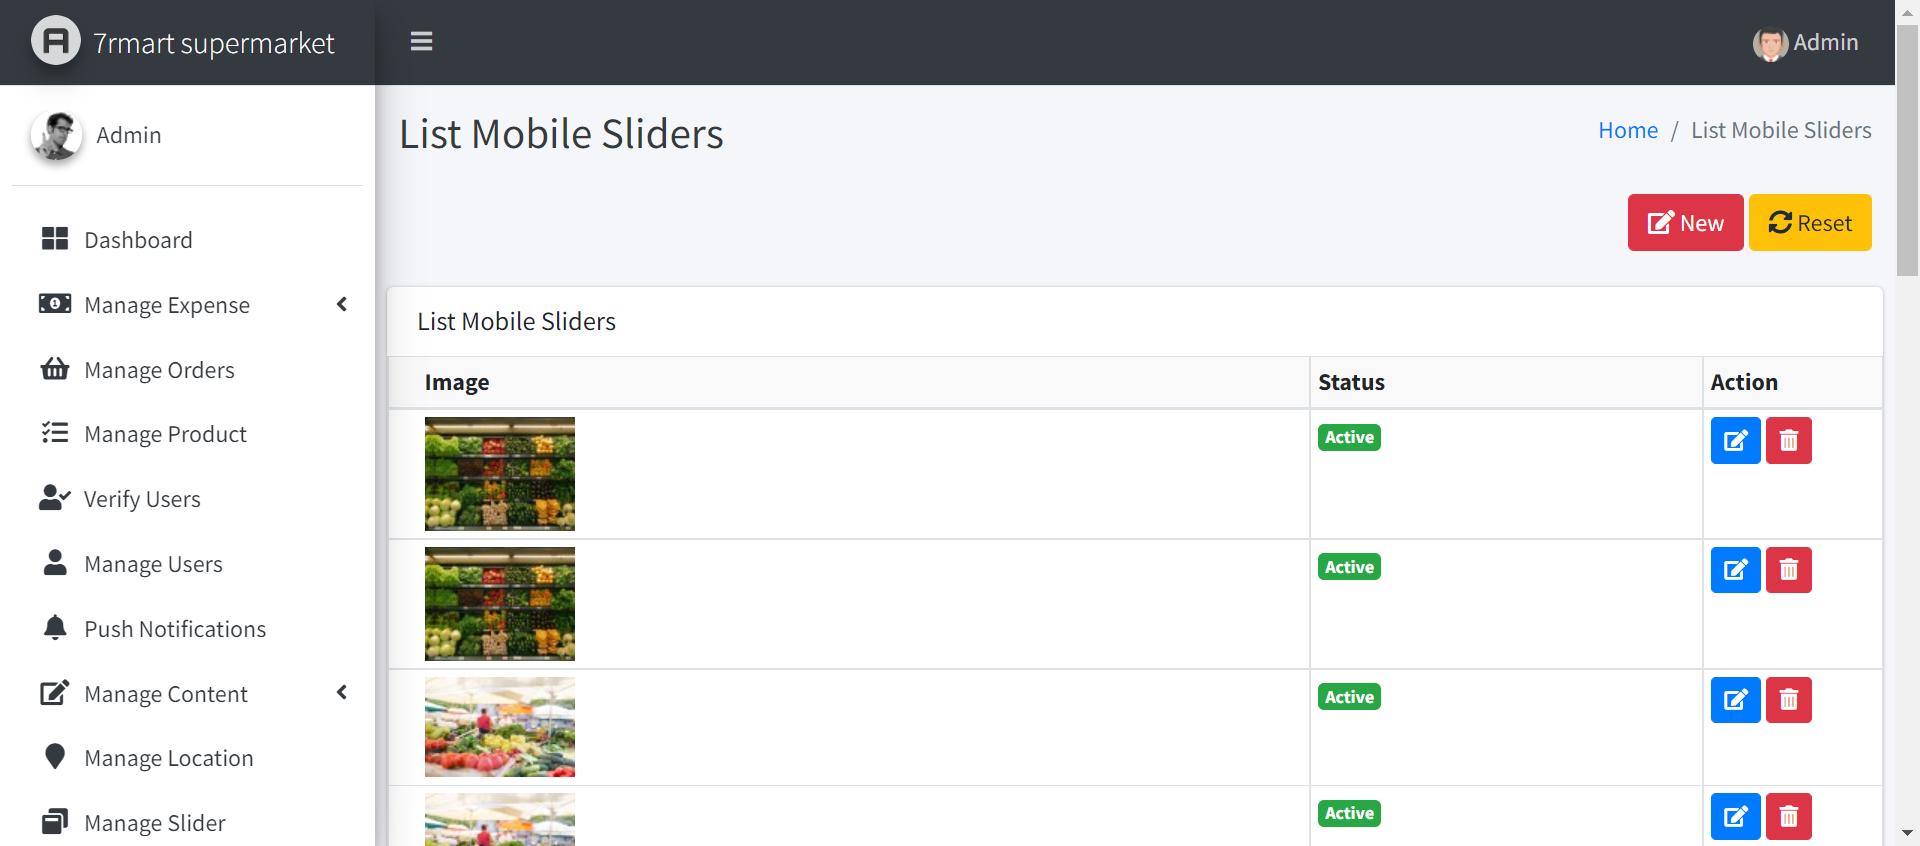 7rmart supermarket
Admin
Admin
Dashboard
Manage Expense
Manage Orders
Manage Product
Verify Users
Manage Users
Push Notifications
Manage Content
Manage Location
Manage Slider
List Mobile Sliders
Home / List Mobile Sliders
New
Reset
List Mobile Sliders
Image Status Action
Active
Active
Active
Active